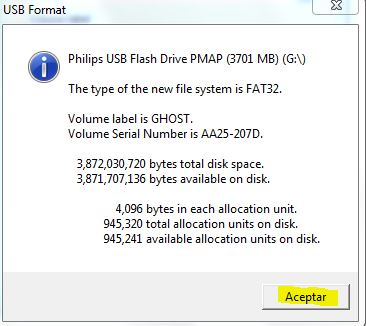 USB Format
Philips USB Flash Drive PMAP (3701 MB) (G:\)
The type of the new file system is FAT32.
Volume label is GHOST.
Volume Serial Number is AA25-207D.
3,872,030,720 bytes total disk space.
3,871,707,136 bytes available on disk.
4,096 bytes in each allocation unit.
945,320 total allocation units on disk.
945,241 available allocation units on disk.
Aceptar